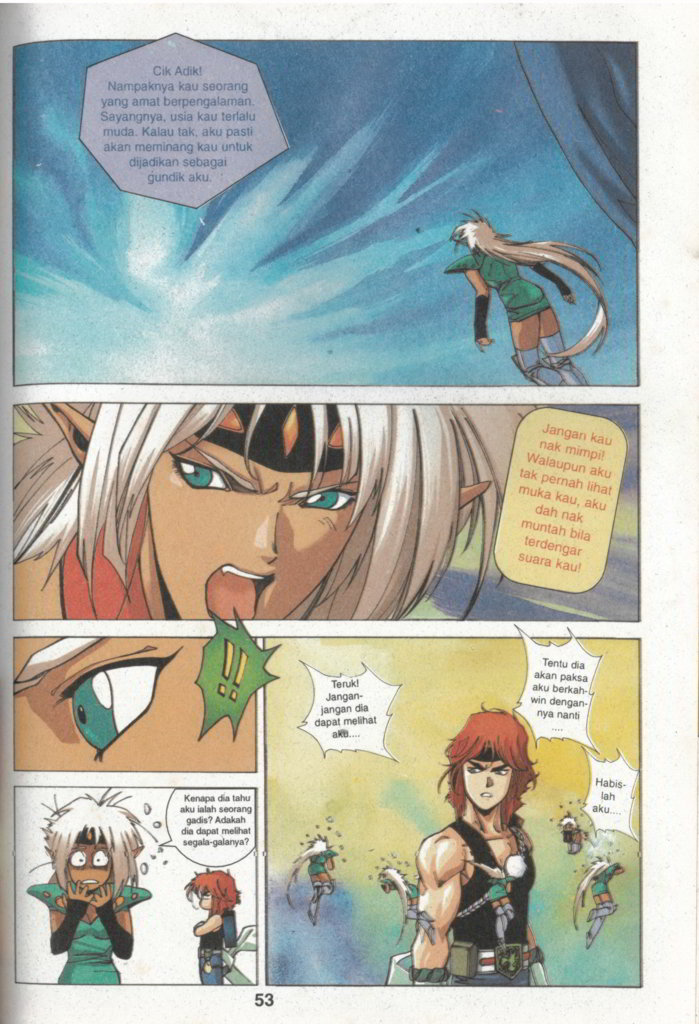 Cik Adik!
Nampaknya kau seorang
yang amat berpengalaman.
Sayangnya, usia kau terlalu
muda. Kalau tak, aku pasti
akan meminang kau untuk
dijadikan sebagai
gundik aku.
Jangan kau
nak mimpi!
Walaupun aku
tak pernah lihat
muka kau, aku
dah nak
muntah bila
terdengar
suara kau!
!!
Teruk!
Jangan-
jangan dia
dapat melihat
aku....
Tentu dia
akan paksa
aku berkah-
win dengan-
nya nanti
....
Habis-
lah
aku....
Kenapa dia tahu
aku ialah seorang
gadis? Adakah
dia dapat melihat
segala-galanya?
53